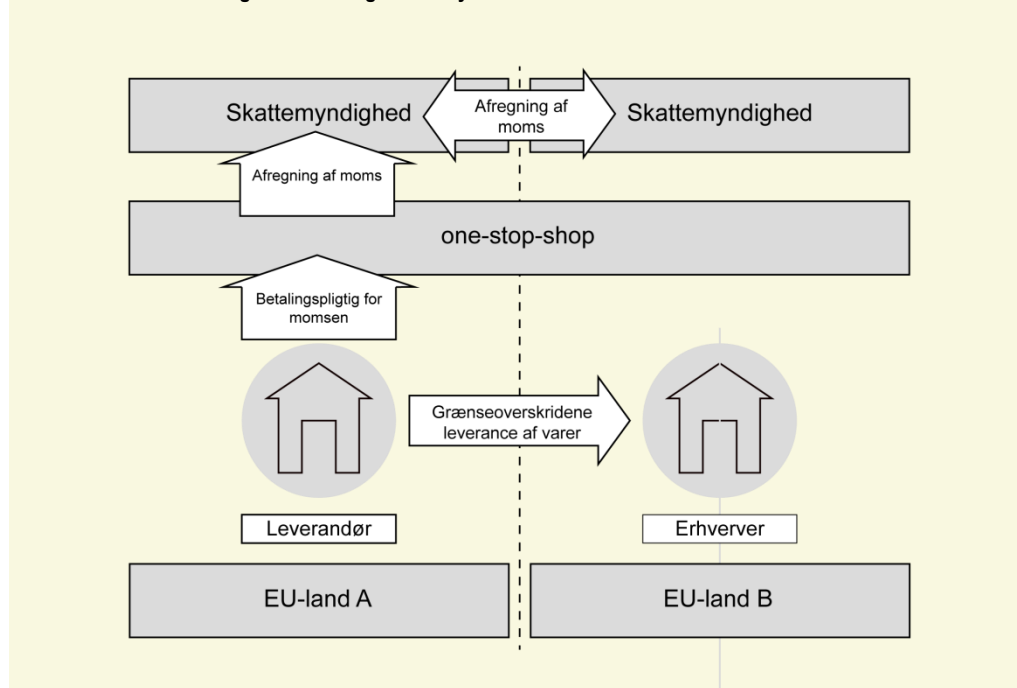 Skattemyndighed
Afregning af
moms
Skattemyndighed
Afregning af moms
one-stop-shop
Betalingspligtig for
momsen
Grænseoverskridene
leverance af varer
Leverandør
Erhverver
EU-land A
EU-land B